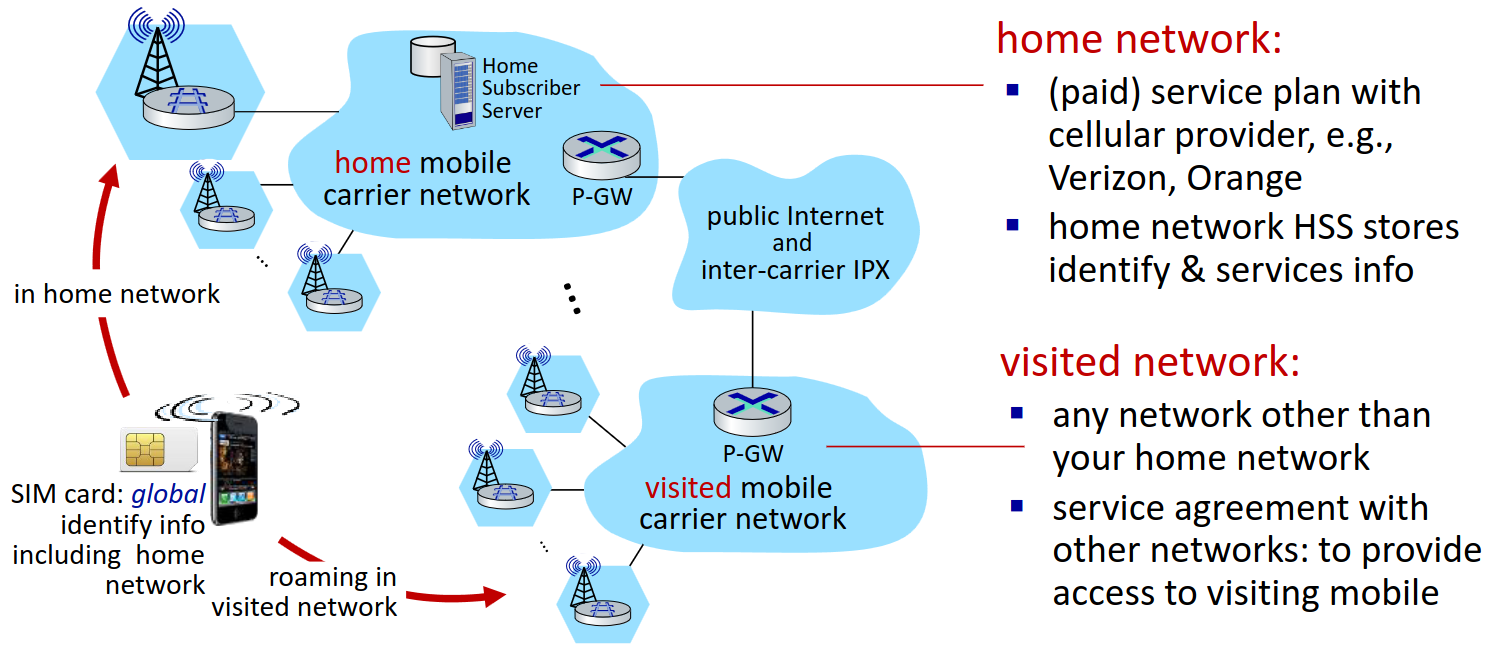 Home
Subscriber
Server
home mobile
carrier network
P-GW
public Internet
and
inter-carrier IPX
in home network
SIM card: global
identify info
including home
network
roaming in
visited network
P-GW
visited mobile
carrier network
home network:
(paid) service plan with
cellular provider, e.g.,
Verizon, Orange
home network HSS stores
identify & services info
visited network:
any network other than
your home network
service agreement with
other networks: to provide
access to visiting mobile